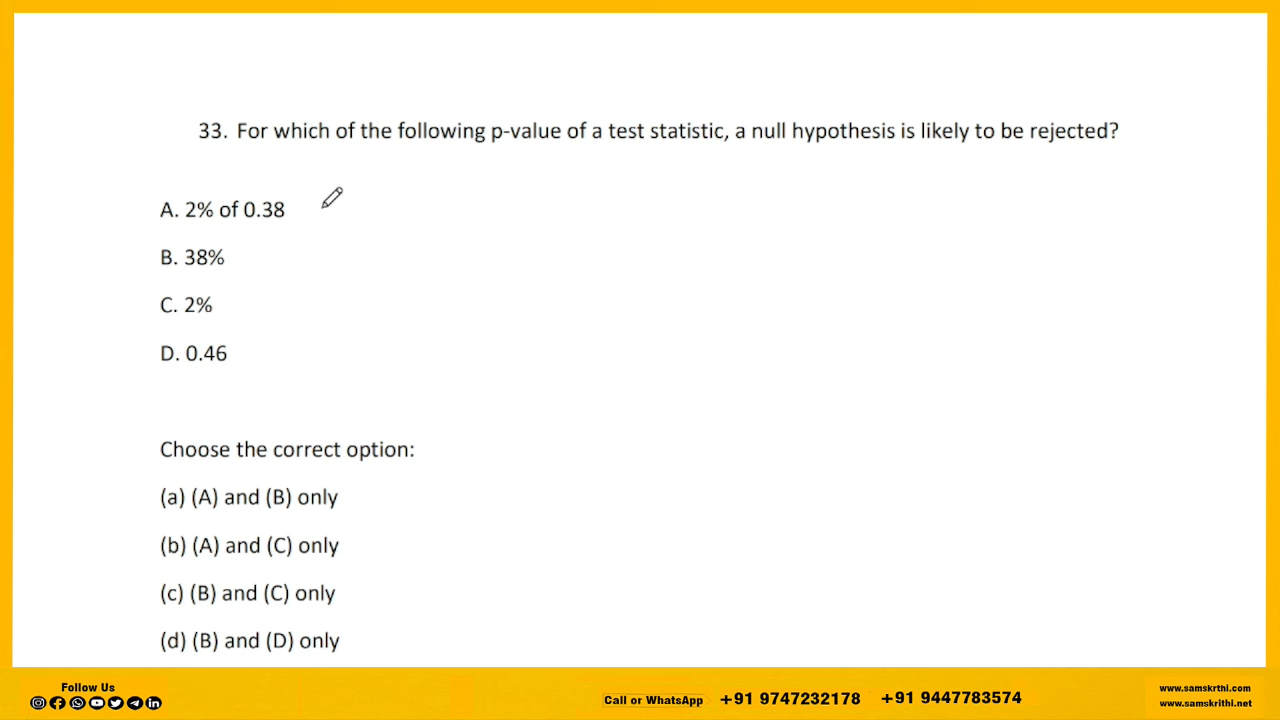 33. For which of the following p-value of a test statistic, a null hypothesis is likely to be rejected?
A. 2% of 0.38
B. 38%
C. 2%
D. 0.46
Choose the correct option:
(a) (A) and (B) only
(b) (A) and (C) only
(c) (B) and (C) only
(d) (B) and (D) only
Follow Us
Call or WhatsApp +91 9747232178 +91 9447783574
www.samskrthi.com
www.samskrithi.net